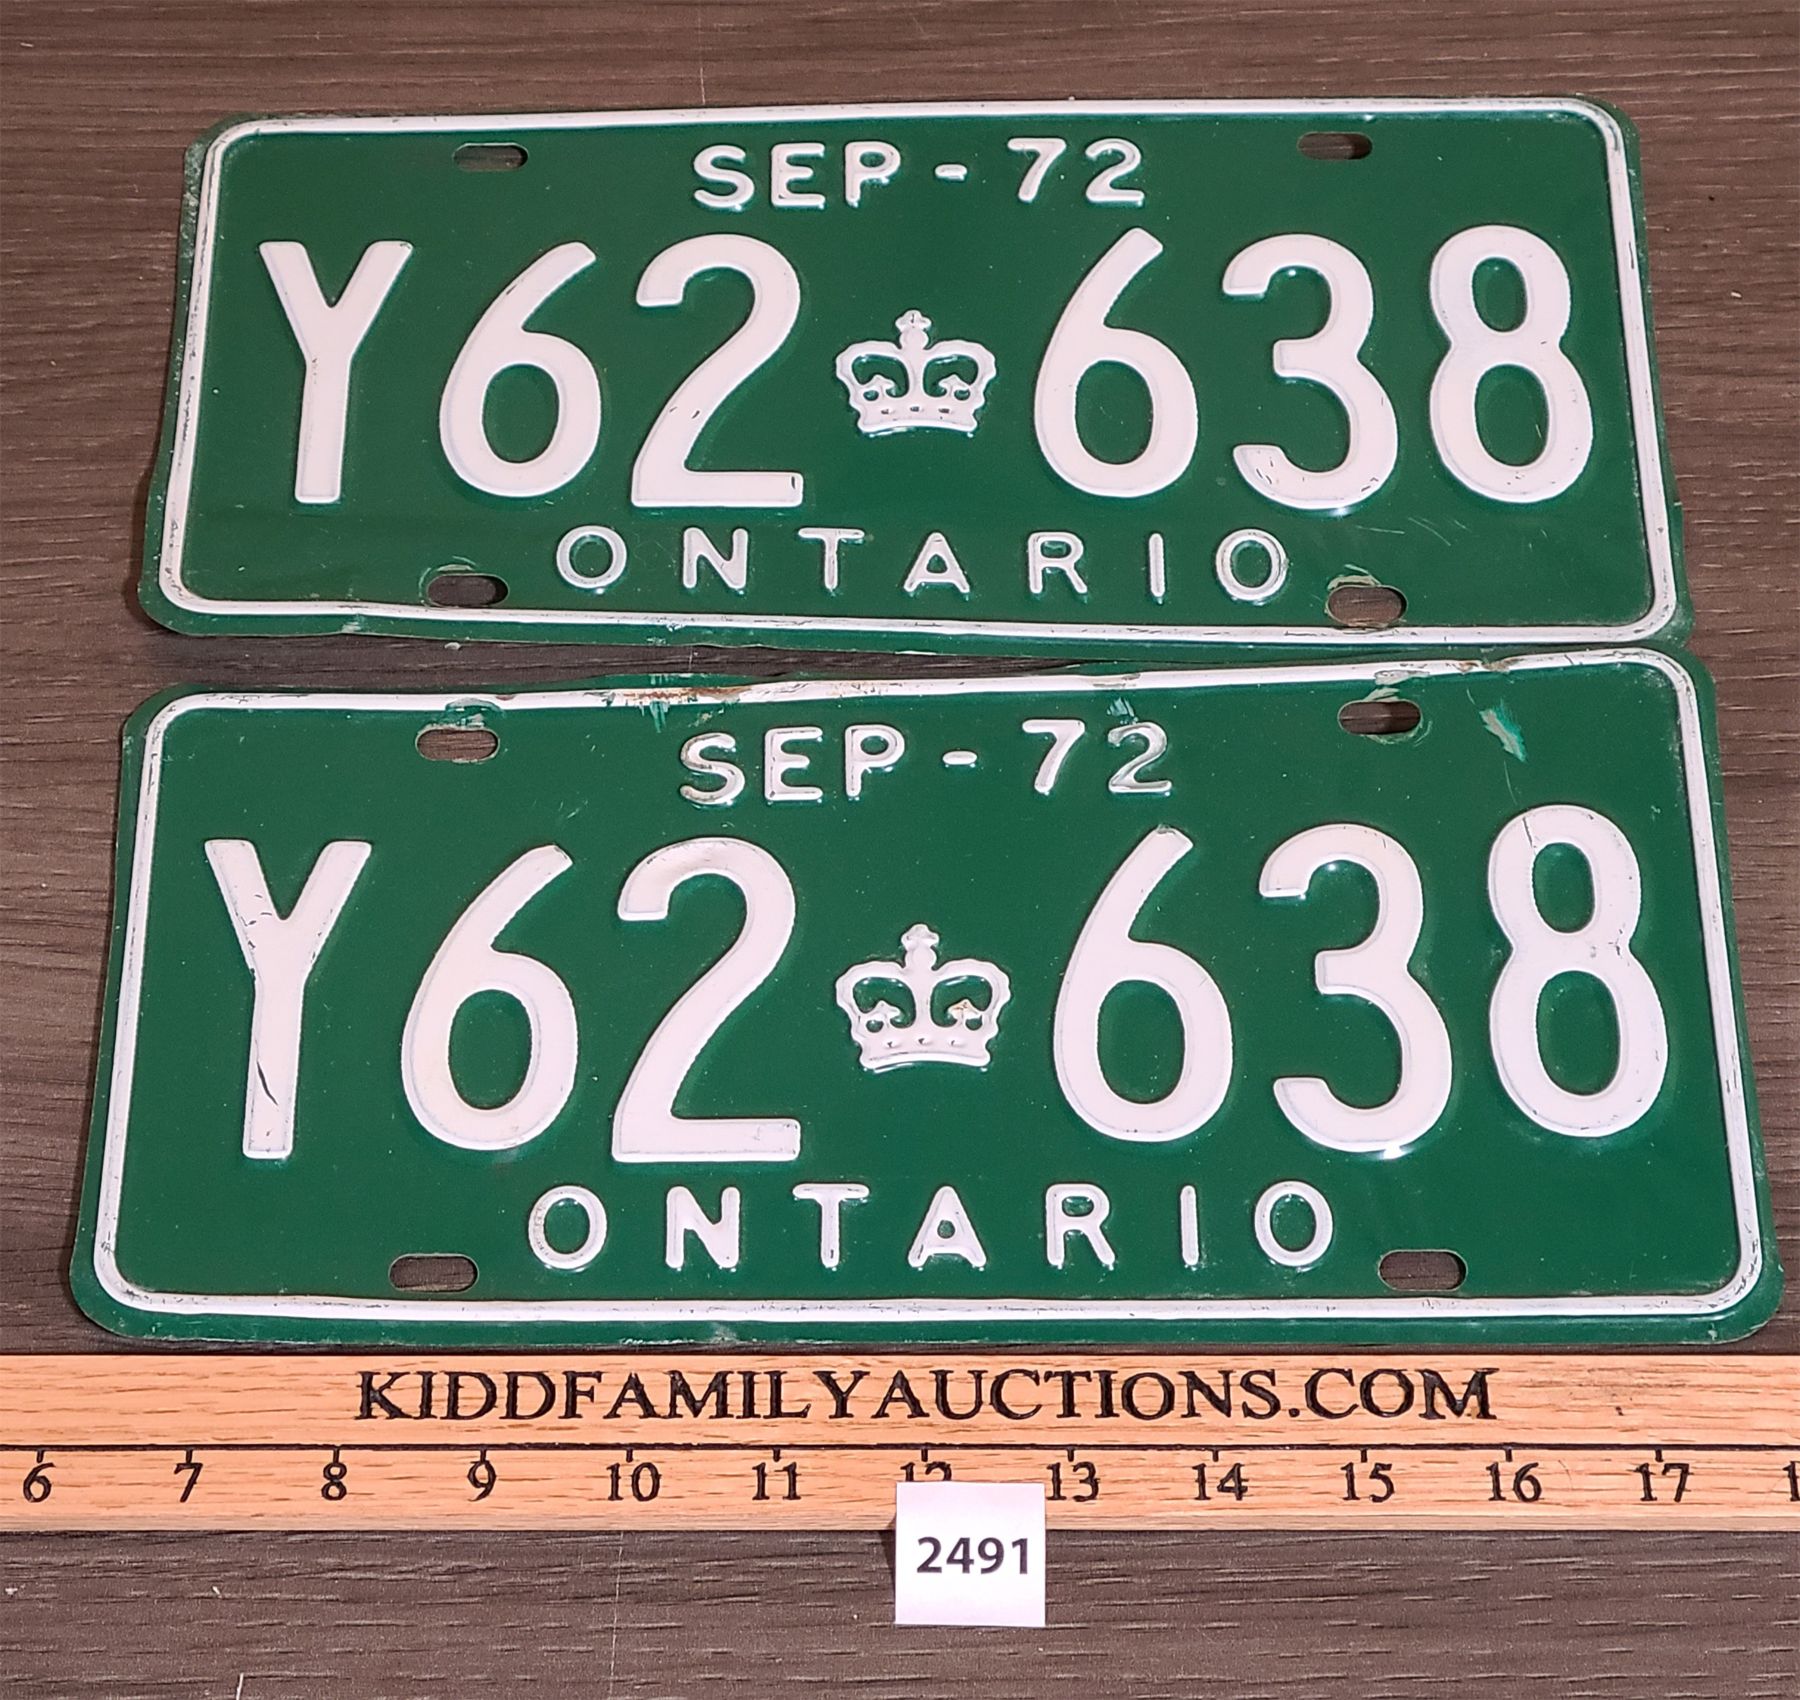 SEP - 72
Y62 638
ONTARIO
SEP - 72
Y62 638
ONTARIO
KIDDFAMILYAUCTIONS.COM
6 7 8 9 10 11 12 13 14 15 16 17
2491